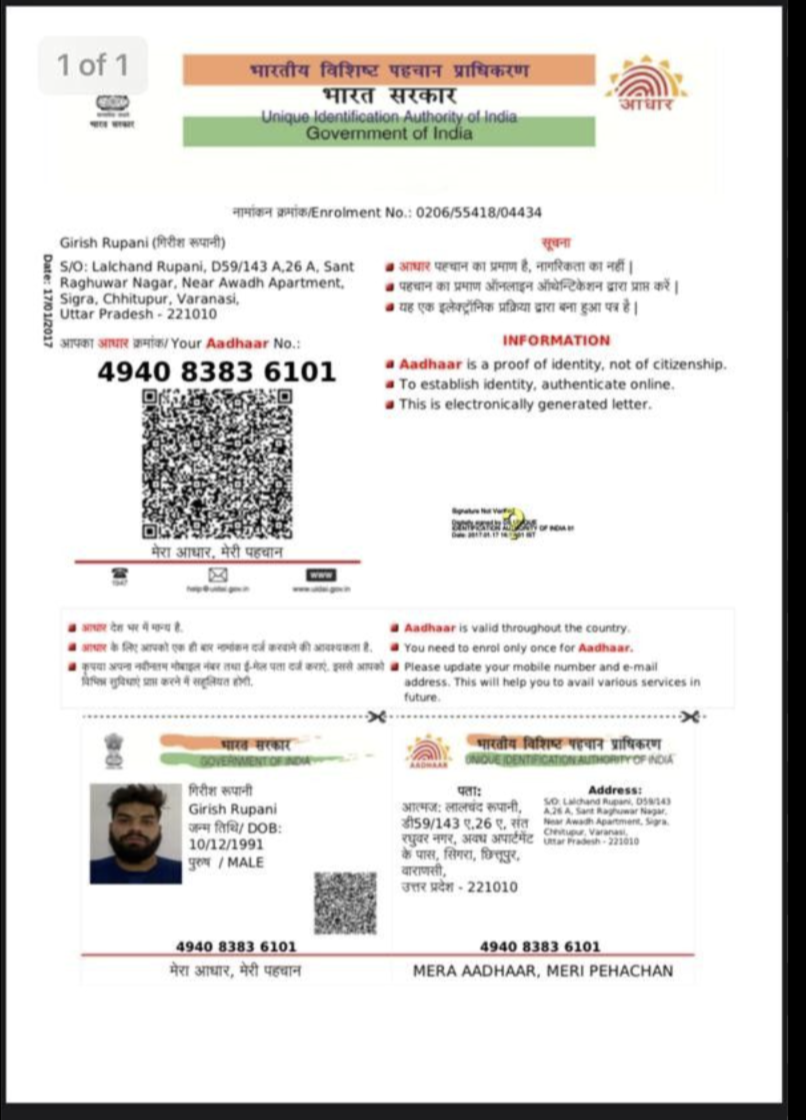 1 of 1
भारतीय विशिष्ट पहचान प्राधिकरण
भारत सरकार
Unique Identification Authority of India
Government of India
भारत सरकार
आधार
नामांकन क्रमांक/Enrolment No.: 0206/55418/04434
Date: 17/01/2017
Girish Rupani (गिरीश रूपानी)
S/O: Lalchand Rupani, D59/143 A,26 A, Sant
Raghuwar Nagar, Near Awadh Apartment,
Sigra, Chhitupur, Varanasi,
Uttar Pradesh - 221010
आपका आधार क्रमांक/ Your Aadhaar No.:
4940 8383 6101
मेरा आधार, मेरी पहचान
1947
help@uidai.gov.in
www
www.uidai.gov.in
सूचना
आधार पहचान का प्रमाण है, नागरिकता का नहीं |
पहचान का प्रमाण ऑनलाइन ऑथेन्टिकेशन द्वारा प्राप्त करें |
यह एक इलेक्ट्रॉनिक प्रक्रिया द्वारा बना हुआ पत्र है |
INFORMATION
Aadhaar is a proof of identity, not of citizenship.
To establish identity, authenticate online.
This is electronically generated letter.
Signature Not Verified
आधार देश भर में मान्य है.
आधार के लिए आपको एक ही बार नामांकन दर्ज करवाने की आवश्यकता है.
कृपया अपना नवीनतम मोबाइल नंबर तथा ई-मेल पता दर्ज कराएं. इससे आपको
विभिन्न सुविधाएं प्राप्त करने में सहूलियत होगी.
Aadhaar is valid throughout the country.
You need to enrol only once for Aadhaar.
Please update your mobile number and e-mail
address. This will help you to avail various services in
future.
भारत सरकार
GOVERNMENT OF INDIA
गिरीश रूपानी
Girish Rupani
जन्म तिथि/ DOB:
10/12/1991
पुरुष / MALE
4940 8383 6101
मेरा आधार, मेरी पहचान
AADHAAR
भारतीय विशिष्ट पहचान प्राधिकरण
UNIQUE IDENTIFICATION AUTHORITY OF INDIA
पता:
आत्मज: लालचंद रूपानी,
डी59/143 ए,26 ए, संत
रघुवर नगर, अवध अपार्टमेंट
के पास, सिगरा, छित्तूपुर,
वाराणसी,
उत्तर प्रदेश - 221010
Address:
S/O: Lalchand Rupani, D59/143
A,26 A, Sant Raghuwar Nagar,
Near Awadh Apartment, Sigra,
Chhitupur, Varanasi,
Uttar Pradesh - 221010
4940 8383 6101
MERA AADHAAR, MERI PEHACHAN